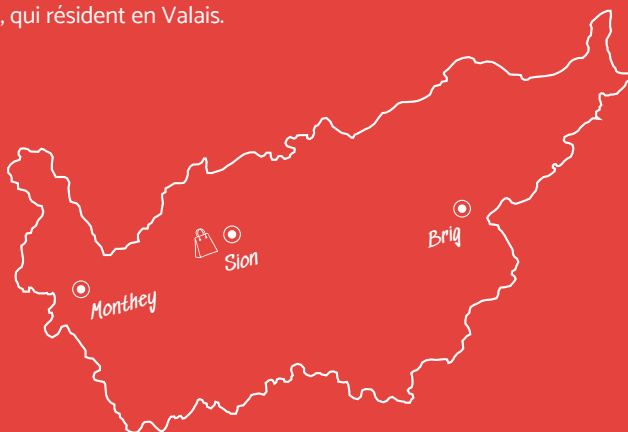 , qui résident en Valais.
Brig
Sion
Monthey